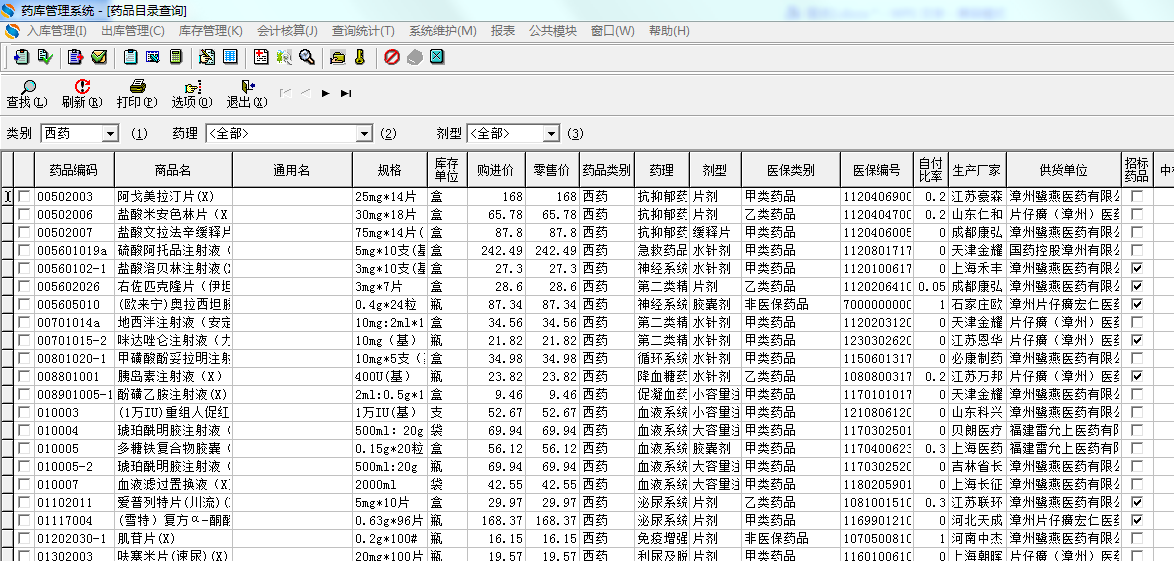 药库管理系统 - [药品目录查询]
入库管理(I) 出库管理(C) 库存管理(K) 会计核算(J) 查询统计(T) 系统维护(M) 报表 公共模块 窗口(W) 帮助(H)
查找(L) 刷新(R) 打印(P) 选项(O) 退出(X)
类别 西药 (1) 药理 <全部> (2) 剂型 <全部> (3)
药品编码 商品名 通用名 规格 库存单位 购进价 零售价 药品类别 药理 剂型 医保类别 医保编号 自付比率 生产厂家 供货单位 招标药品 中
00502003 阿戈美拉汀片(X) 25mg*14片 盒 168 168 西药 抗抑郁药 片剂 甲类药品 1120406900 0.2 江苏豪森 漳州鹭燕医药有限
00502006 盐酸米安色林片（X 30mg*18片 盒 65.78 65.78 西药 抗抑郁药 片剂 乙类药品 1120404700 0.2 山东仁和 片仔癀（漳州）医药
00502007 盐酸文拉法辛缓释片 75mg*14片( 盒 87.8 87.8 西药 抗抑郁药 缓释片 甲类药品 1120406005 0 成都康弘 漳州鹭燕医药有限
005601019a 硫酸阿托品注射液（ 5mg*10支(基 盒 242.49 242.49 西药 急救药品 水针剂 甲类药品 1120801717 0 天津金耀 国药控股漳州有限
00560102-1 盐酸洛贝林注射液( 3mg*10支(基 盒 27.3 27.3 西药 神经系统 水针剂 甲类药品 1120100617 0 上海禾丰 漳州鹭燕医药有限
005602026 右佐匹克隆片（伊坦 3mg*7片 盒 28.6 28.6 西药 第二类精 片剂 乙类药品 1120206410 0.05 成都康弘 漳州鹭燕医药有限
005605010 (欧来宁)奥拉西坦胶 0.4g*24粒 瓶 87.34 87.34 西药 神经系统 胶囊剂 非医保药品 7000000000 1 石家庄欧 漳州片仔癀宏仁医药
00701014a 地西泮注射液（安定 10mg:2ml*1 盒 34.56 34.56 西药 第二类精 水针剂 甲类药品 1120203120 0 天津金耀 片仔癀（漳州）医药
00701015-2 咪达唑仑注射液（力 10mg（基） 瓶 21.82 21.82 西药 第二类精 水针剂 甲类药品 1230302620 0 江苏恩华 片仔癀（漳州）医药
00801020-1 甲磺酸酚妥拉明注射 10mg*5支（ 盒 34.98 34.98 西药 循环系统 水针剂 甲类药品 1150601317 0 必康制药 漳州鹭燕医药有限
008801001 胰岛素注射液（X） 400U(基) 瓶 23.82 23.82 西药 降血糖药 水针剂 乙类药品 1080800317 0.2 江苏万邦 片仔癀（漳州）医药
008901005-1 酚磺乙胺注射液(X) 2ml:0.5g*1 盒 9.46 9.46 西药 促凝血药 小容量注 甲类药品 1170101017 0 天津金耀 漳州鹭燕医药有限
010003 (1万IU)重组人促红 1万IU(基) 支 52.67 52.67 西药 血液系统 小容量注 甲类药品 1210806120 0 山东科兴 漳州鹭燕医药有限
010004 琥珀酰明胶注射液（ 500ml：20g 袋 69.94 69.94 西药 血液系统 大容量注 甲类药品 1170302501 0 贝朗医疗 福建雷允上医药有限
010005 多糖铁复合物胶囊（ 0.15g*20粒 盒 56.12 56.12 西药 血液系统 胶囊剂 甲类药品 1170400623 0.3 上海医药 福建雷允上医药有限
010005-2 琥珀酰明胶注射液（ 500ml:20g 瓶 69.94 69.94 西药 血液系统 大容量注 甲类药品 1170302520 0 吉林省长 漳州鹭燕医药有限
010007 血液滤过置换液（X） 2000ml 袋 42.55 42.55 西药 血液系统 大容量注 甲类药品 1180205901 0 上海长征 漳州鹭燕医药有限
01102011 爱普列特片(川流)( 5mg*10片 盒 29.97 29.97 西药 泌尿系统 片剂 乙类药品 1081001510 0.3 江苏联环 漳州鹭燕医药有限
01117004 (雪特）复方α-酮酸 0.63g*96片 瓶 168.37 168.37 西药 泌尿系统 片剂 甲类药品 1169901210 0 河北天成 漳州片仔癀宏仁医药
01202030-1 肌苷片(X) 0.2g*100# 瓶 16.15 16.15 西药 免疫增强 片剂 非医保药品 1070500810 1 河南中杰 漳州鹭燕医药有限
01302003 呋塞米片(速尿)(X) 20mg*100片 瓶 19.57 19.57 西药 利尿及脱 片剂 甲类药品 1160100610 0 上海朝晖 片仔癀（漳州）医药